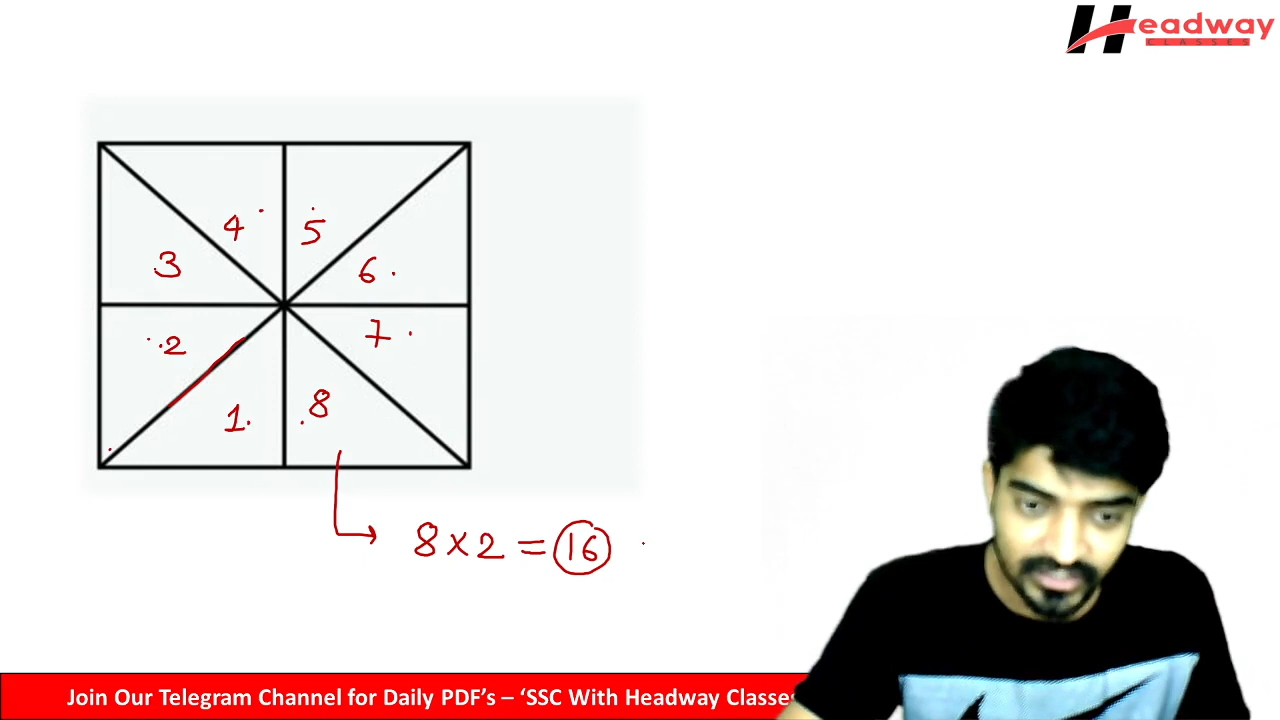 Headway
CLASSES
4 5
3 6
2 7
1 8
8 × 2 = 16
Join Our Telegram Channel for Daily PDF's – 'SSC With Headway Classes